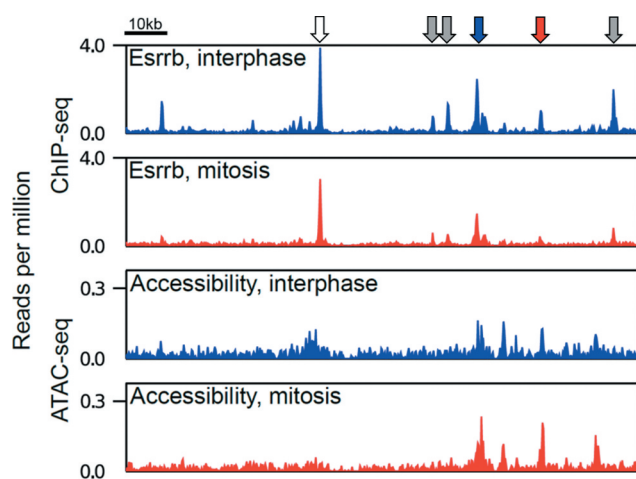 10kb
4.0
Esrrb, interphase
0.0
4.0
Esrrb, mitosis
0.0
ChIP-seq
Reads per million
Accessibility, interphase
0.3
0.0
ATAC-seq
Accessibility, mitosis
0.3
0.0